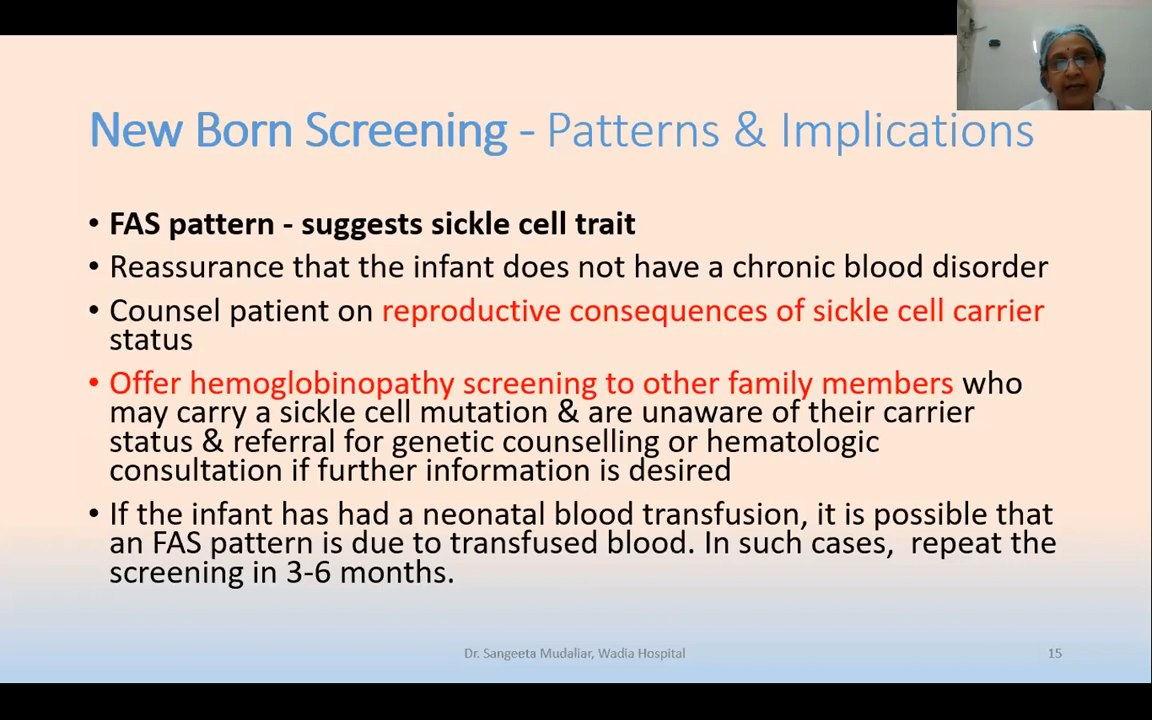 New Born Screening - Patterns & Implications
• FAS pattern - suggests sickle cell trait
• Reassurance that the infant does not have a chronic blood disorder
• Counsel patient on reproductive consequences of sickle cell carrier
status
• Offer hemoglobinopathy screening to other family members who
may carry a sickle cell mutation & are unaware of their carrier
status & referral for genetic counselling or hematologic
consultation if further information is desired
• If the infant has had a neonatal blood transfusion, it is possible that
an FAS pattern is due to transfused blood. In such cases, repeat the
screening in 3-6 months.
Dr. Sangeeta Mudaliar, Wadia Hospital
15